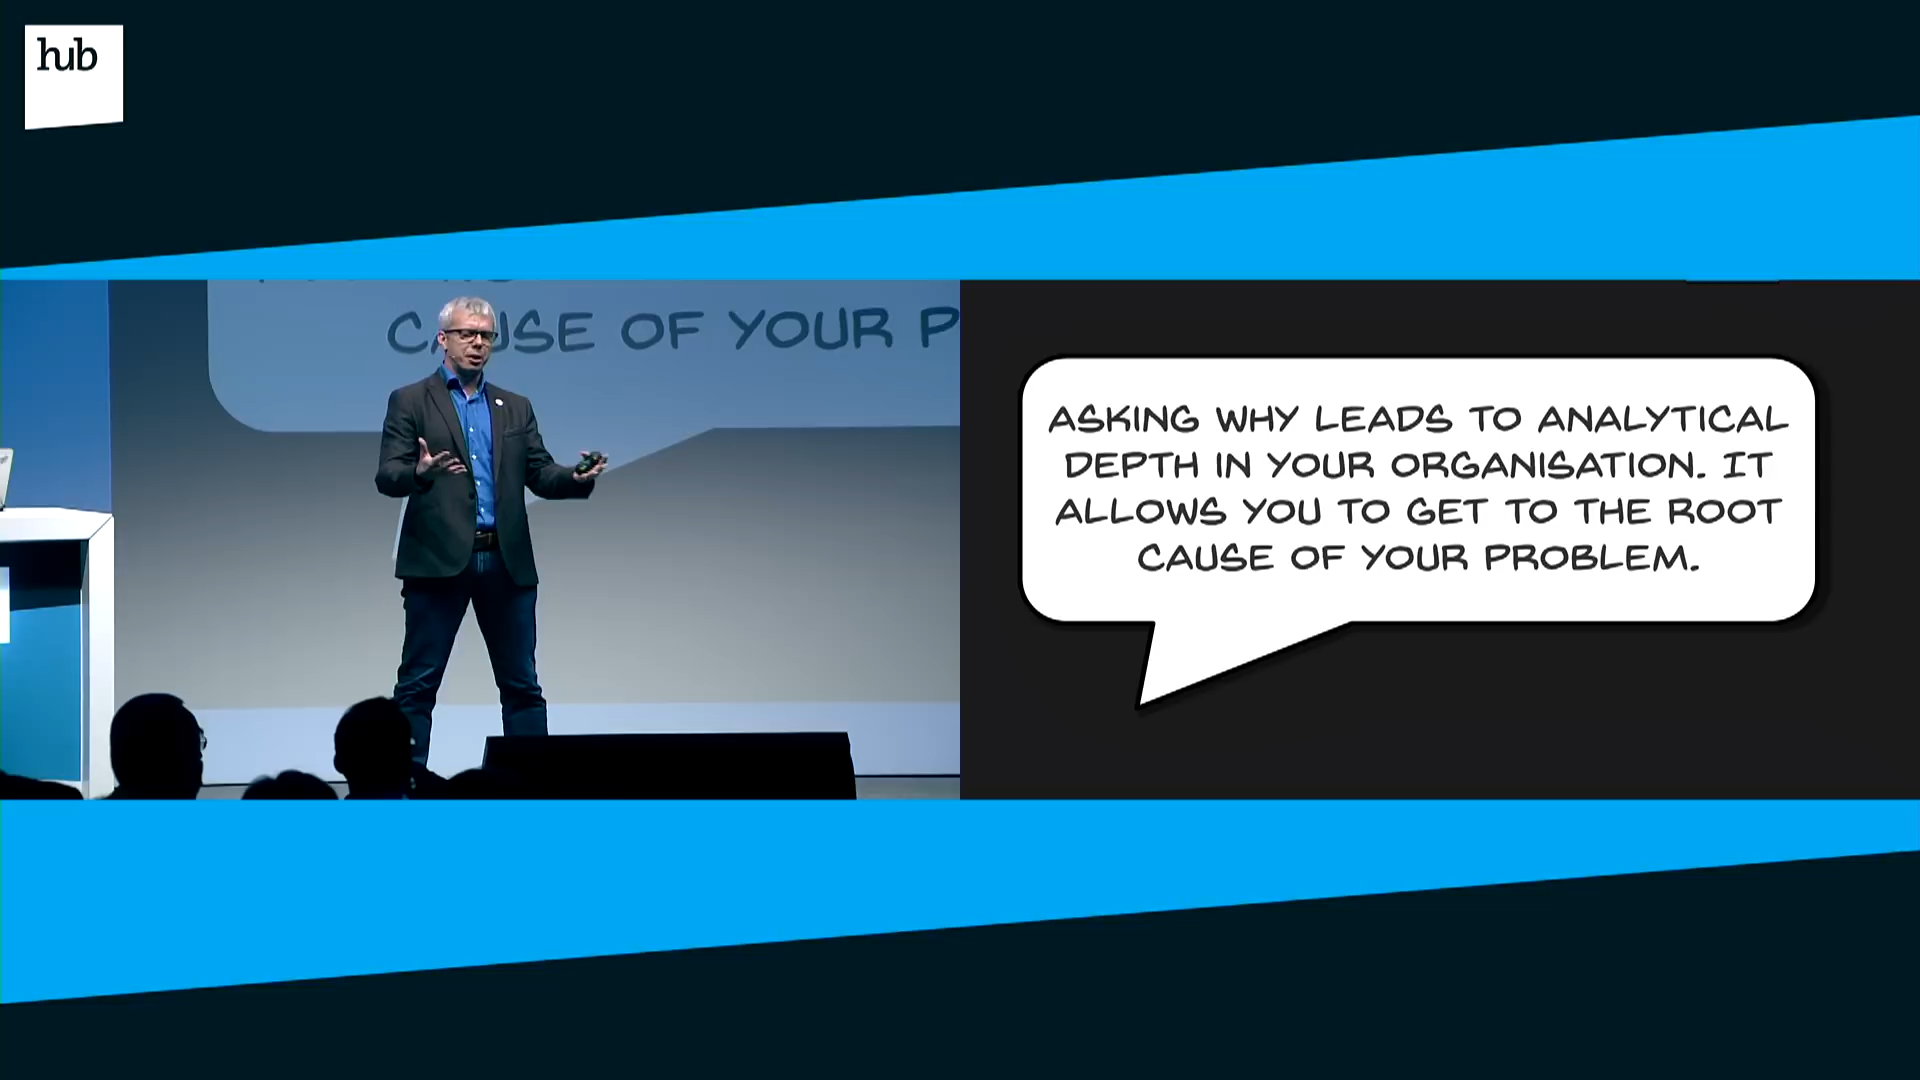 hub
CAUSE OF YOUR P
ASKING WHY LEADS TO ANALYTICAL
DEPTH IN YOUR ORGANISATION. IT
ALLOWS YOU TO GET TO THE ROOT
CAUSE OF YOUR PROBLEM.